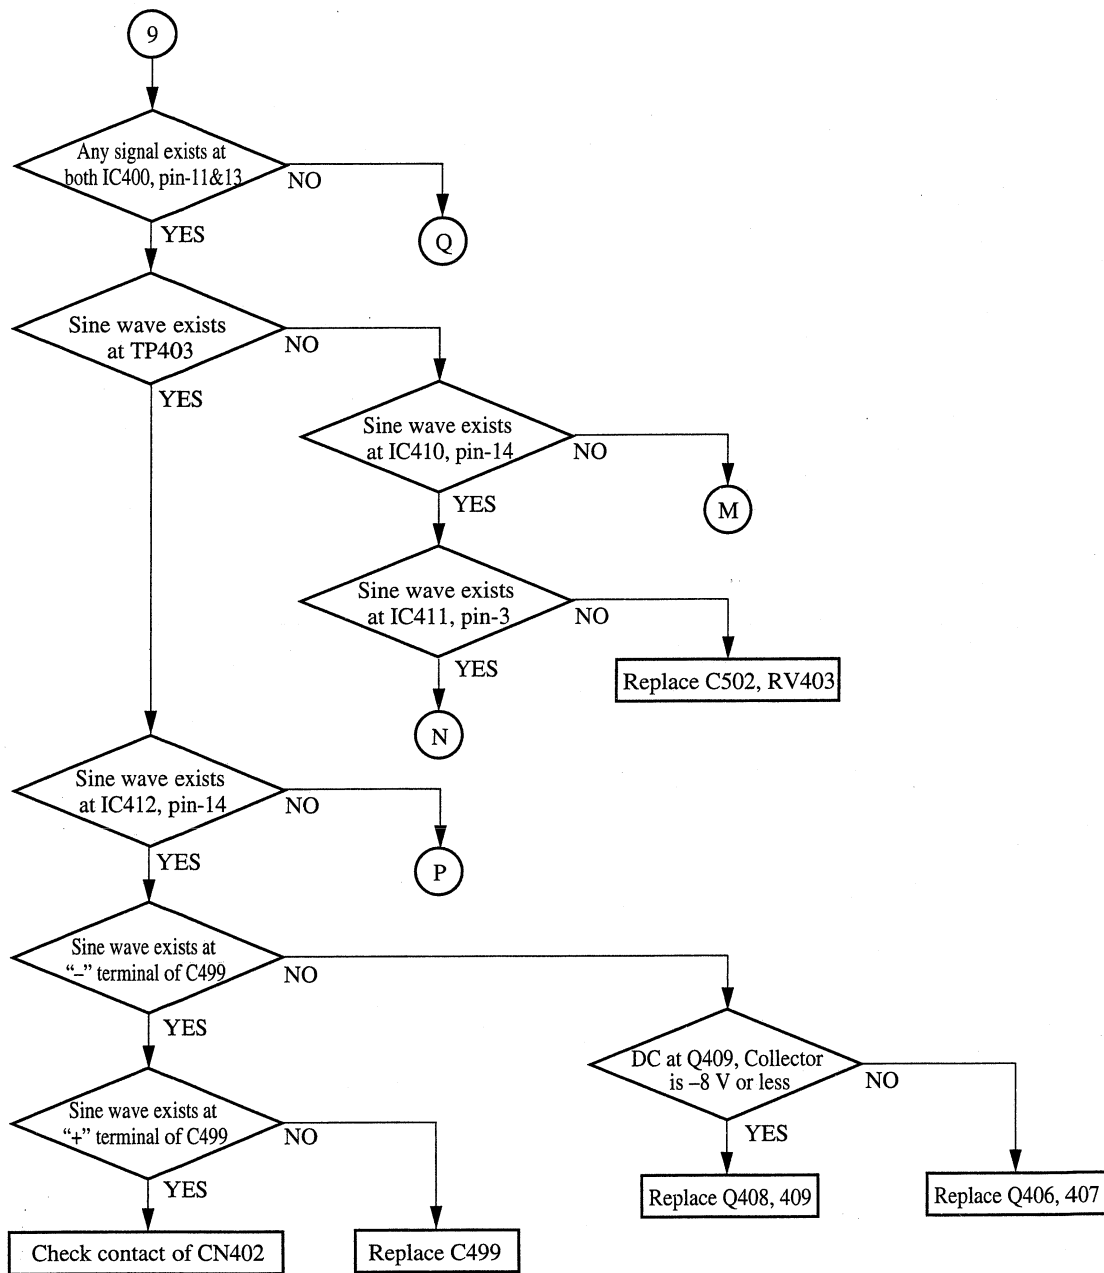 9
Any signal exists at
both IC400, pin-11&13
NO
YES
Q
Sine wave exists
at TP403
NO
YES
Sine wave exists
at IC410, pin-14
NO
YES
M
Sine wave exists
at IC411, pin-3
NO
YES
Replace C502, RV403
N
Sine wave exists
at IC412, pin-14
NO
YES
P
Sine wave exists at
“–” terminal of C499
NO
YES
DC at Q409, Collector
is –8 V or less
NO
YES
Sine wave exists at
“+” terminal of C499
NO
YES
Replace Q408, 409
Replace Q406, 407
Check contact of CN402
Replace C499